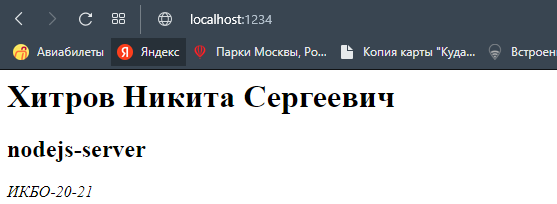 localhost:1234
Авиабилеты Я Яндекс Парки Москвы, Ро... Копия карты "Куда... Встроен
Хитров Никита Сергеевич
nodejs-server
ИКБО-20-21